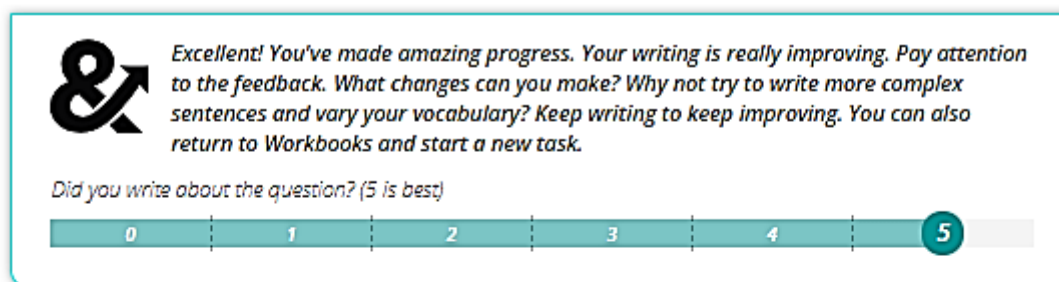 &
Excellent! You've made amazing progress. Your writing is really improving. Pay attention
to the feedback. What changes can you make? Why not try to write more complex
sentences and vary your vocabulary? Keep writing to keep improving. You can also
return to Workbooks and start a new task.
Did you write about the question? (5 is best)
0 1 2 3 4 5